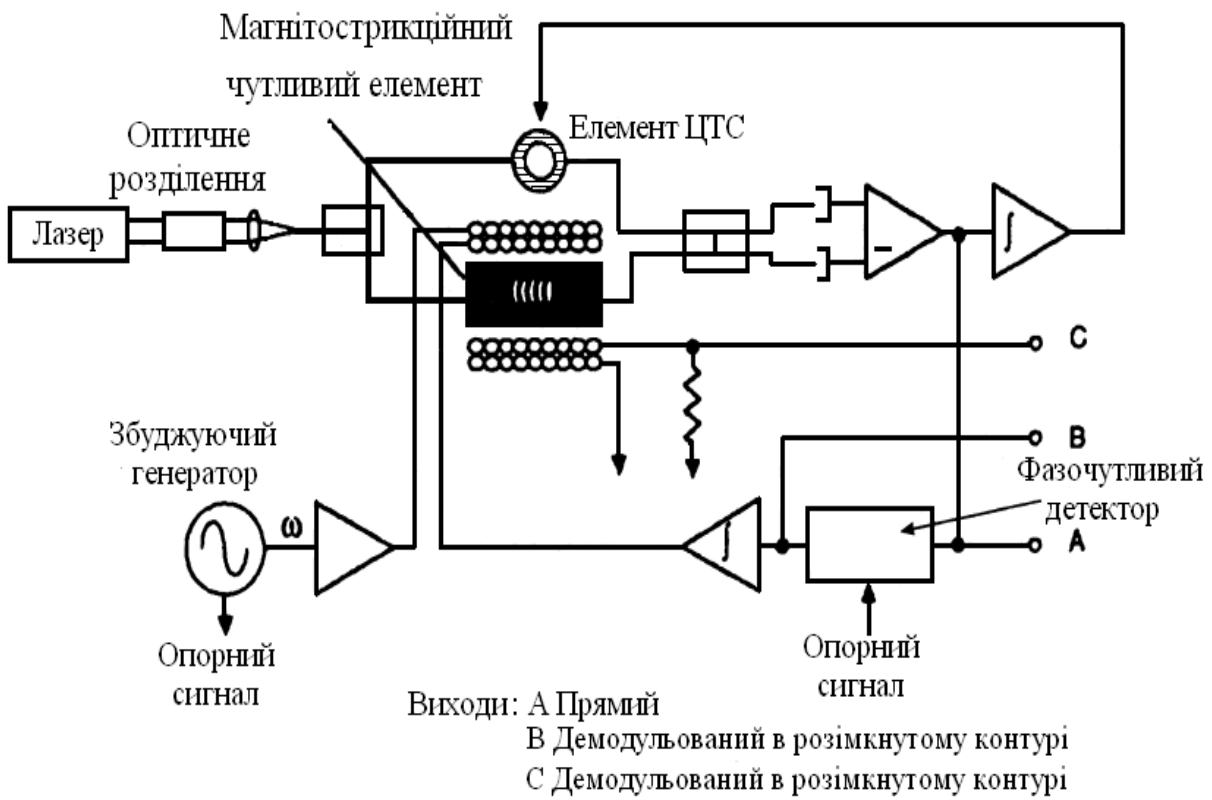 Магнітострикційний
чутливий елемент
Елемент ЦТС
Оптичне
розділення
Лазер
∫
−
C
B
Збуджуючий
генератор
Фазочутливий
детектор
ω
∫
A
Опорний
сигнал
Опорний
сигнал
Виходи: А Прямий
В Демодульований в розімкнутому контурі
С Демодульований в розімкнутому контурі